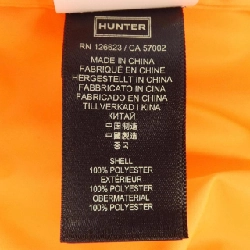 HUNTER
RN 126623 / CA 57002
MADE IN CHINA
FABRIQUÉ EN CHINE
HERGESTELLT IN CHINA
FABBRICATO IN CINA
FABRICADO EN CHINA
TILLVERKAD I KINA
КИТАЙ
中国制造
中國製造
중국
SHELL
100% POLYESTER
EXTÉRIEUR
100% POLYESTER
OBERMATERIAL
100% POLYESTER